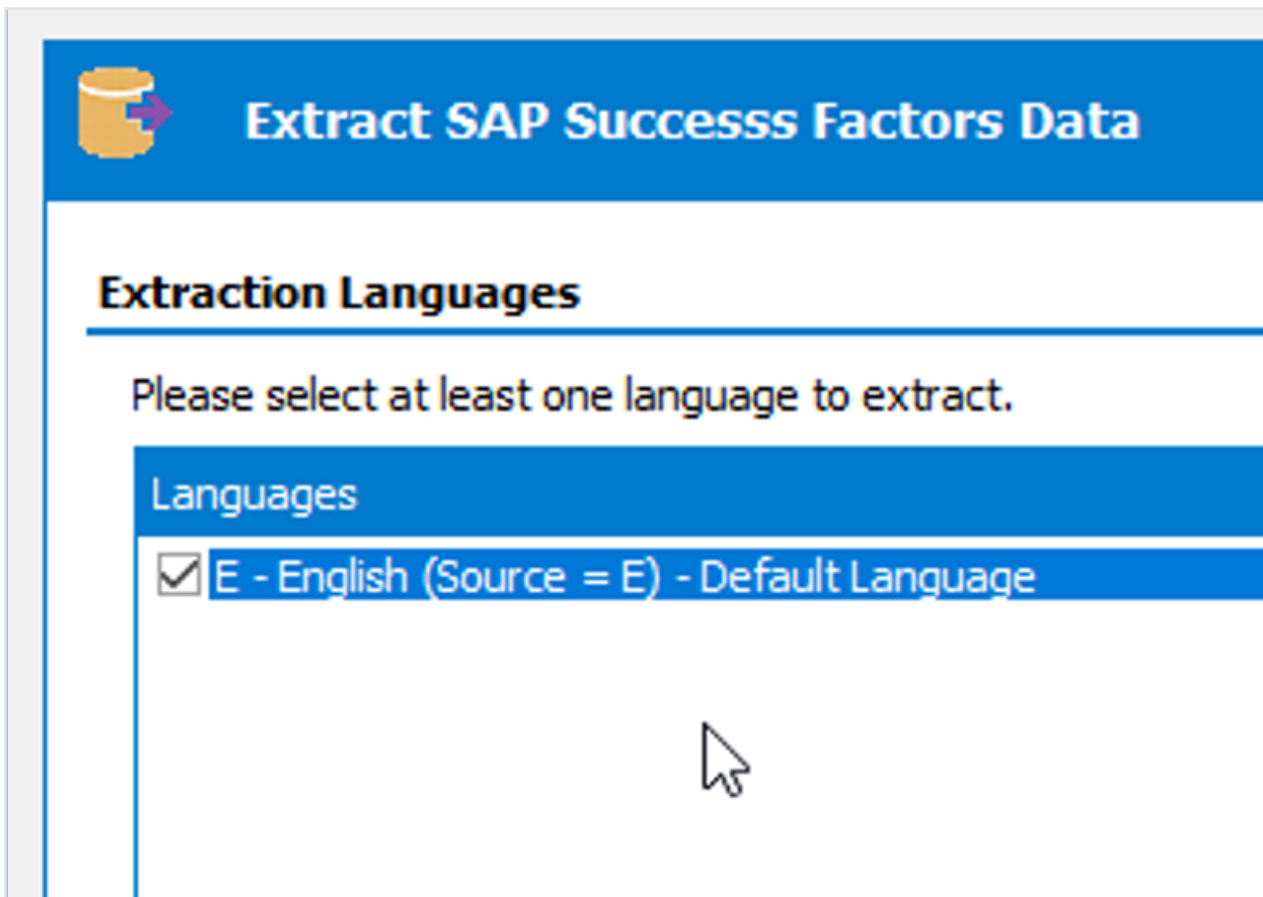 Extract SAP Successs Factors Data
Extraction Languages
Please select at least one language to extract.
Languages
E - English (Source = E) - Default Language